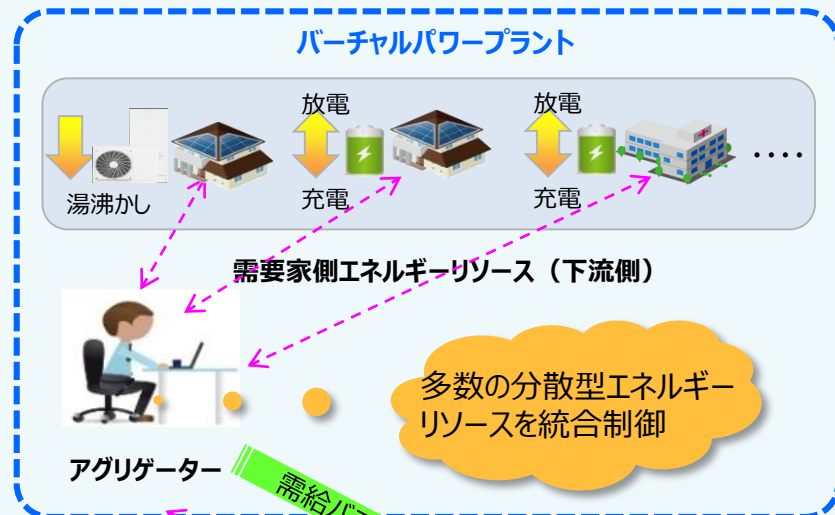 バーチャルパワープラント
放電
放電
湯沸かし
充電
充電
・・・・
需要家側エネルギーリソース（下流側）
多数の分散型エネルギー
リソースを統合制御
アグリゲーター
需給バラ